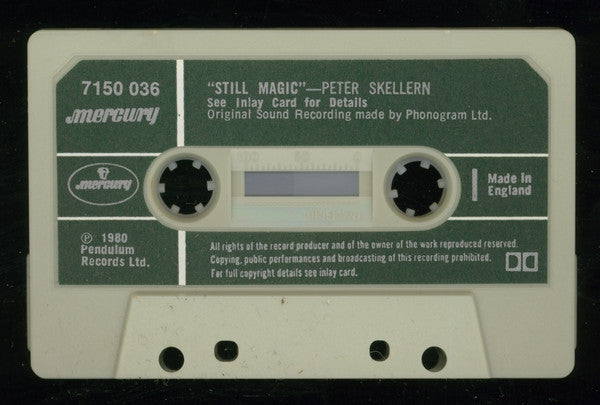 7150 036
mercury
"STILL MAGIC"—PETER SKELLERN
See Inlay Card for Details
Original Sound Recording made by Phonogram Ltd.
mercury
100 50 0
Made in
England
℗ 1980
Pendulum
Records Ltd.
All rights of the record producer and of the owner of the work reproduced reserved.
Copying, public performances and broadcasting of this recording prohibited.
For full copyright details see inlay card.